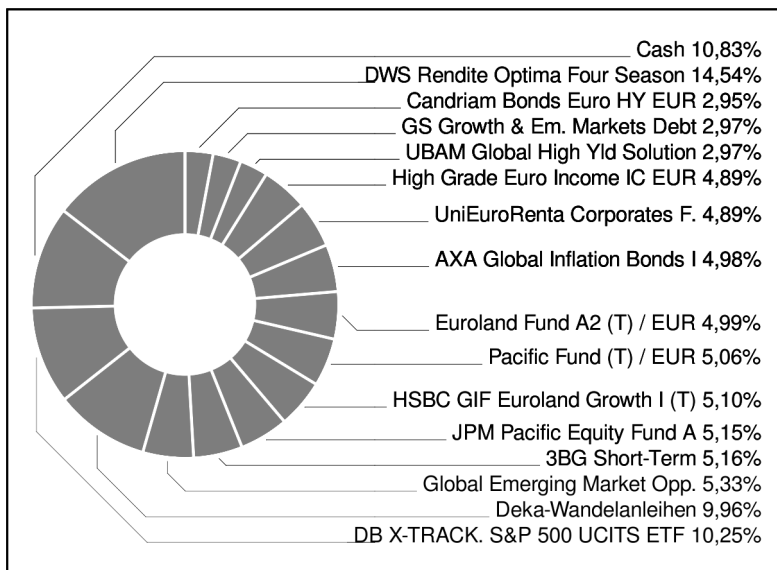 Cash 10,83%
DWS Rendite Optima Four Season 14,54%
Candriam Bonds Euro HY EUR 2,95%
GS Growth & Em. Markets Debt 2,97%
UBAM Global High Yld Solution 2,97%
High Grade Euro Income IC EUR 4,89%
UniEuroRenta Corporates F. 4,89%
AXA Global Inflation Bonds I 4,98%
Euroland Fund A2 (T) / EUR 4,99%
Pacific Fund (T) / EUR 5,06%
HSBC GIF Euroland Growth I (T) 5,10%
JPM Pacific Equity Fund A 5,15%
3BG Short-Term 5,16%
Global Emerging Market Opp. 5,33%
Deka-Wandelanleihen 9,96%
DB X-TRACK. S&P 500 UCITS ETF 10,25%